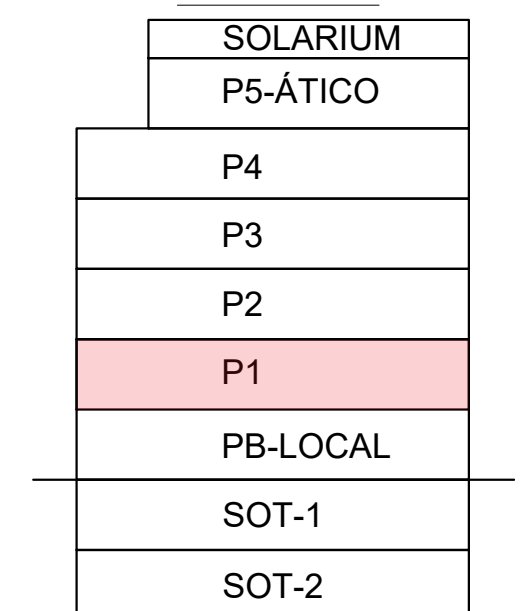 SOLARIUM
P5-ÁTICO
P4
P3
P2
P1
PB-LOCAL
SOT-1
SOT-2